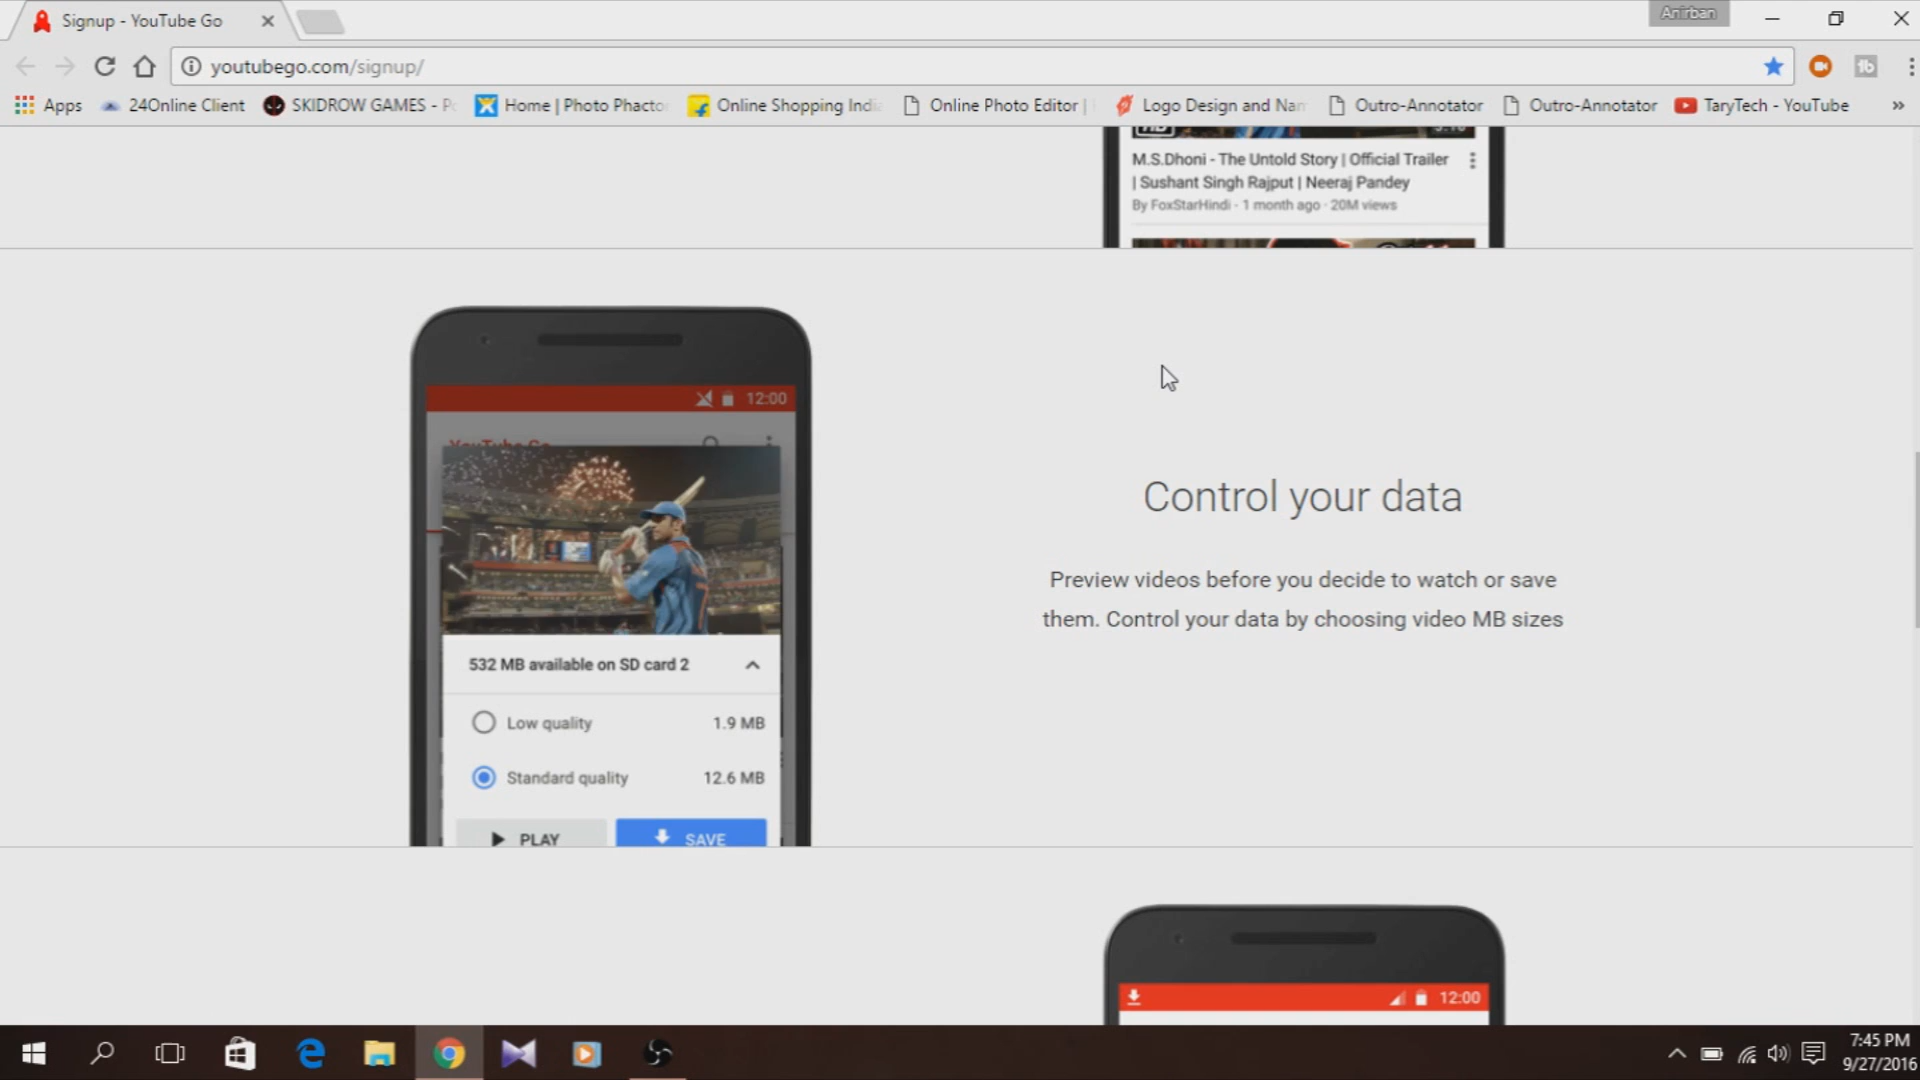 Signup - YouTube Go
Anirban
youtubego.com/signup/
Apps
24Online Client
SKIDROW GAMES - P
Home | Photo Phacto
Online Shopping Indi
Online Photo Editor |
Logo Design and Nan
Outro-Annotator
Outro-Annotator
TaryTech - YouTube
M.S.Dhoni - The Untold Story | Official Trailer
| Sushant Singh Rajput | Neeraj Pandey
By FoxStarHindi - 1 month ago · 20M views
12:00
YouTube Go
532 MB available on SD card 2
Low quality 1.9 MB
Standard quality 12.6 MB
PLAY SAVE
Control your data
Preview videos before you decide to watch or save
them. Control your data by choosing video MB sizes
12:00
7:45 PM
9/27/2016